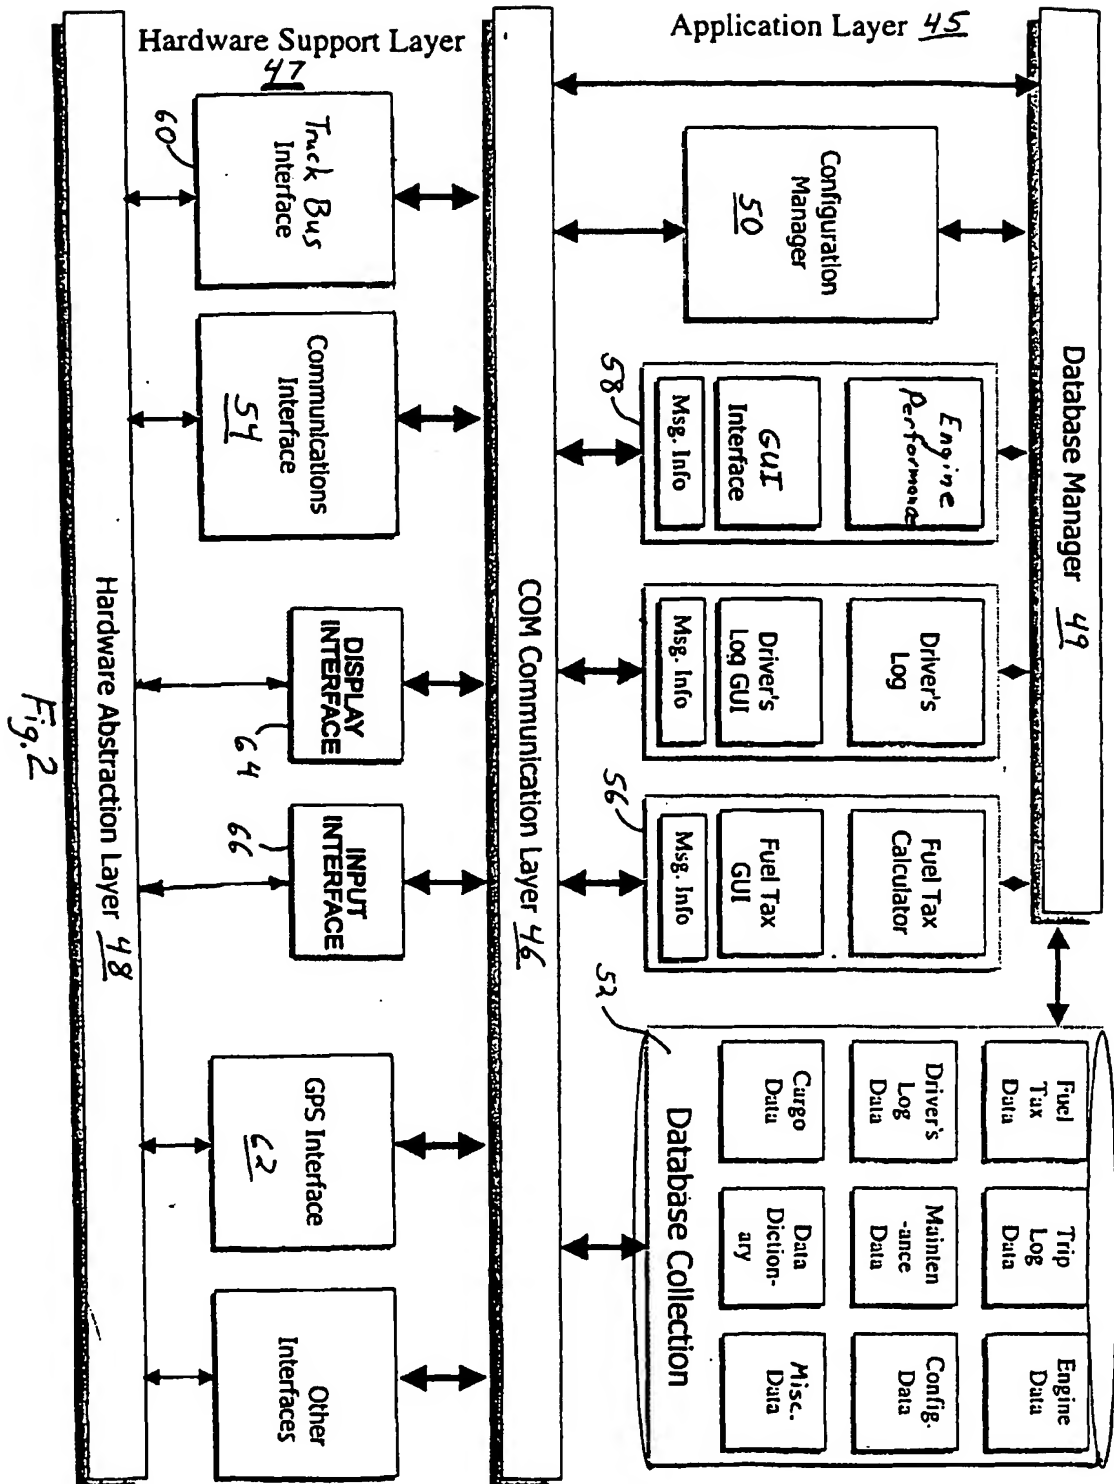 Application Layer 45
Database Manager 49
Configuration
Manager
50
58
Engine
Performance
GUI
Interface
Msg. Info
Driver's
Log
Driver's
Log GUI
Msg. Info
56
Fuel Tax
Calculator
Fuel Tax
GUI
Msg. Info
52
Fuel
Tax
Data
Trip
Log
Data
Engine
Data
Driver's
Log
Data
Mainten
-ance
Data
Config.
Data
Cargo
Data
Data
Diction-
ary
Misc.
Data
Database Collection
COM Communication Layer 46
Hardware Support Layer
47
60
Truck Bus
Interface
Communications
Interface
54
DISPLAY
INTERFACE
64
INPUT
INTERFACE
66
GPS Interface
62
Other
Interfaces
Hardware Abstraction Layer 48
Fig.2